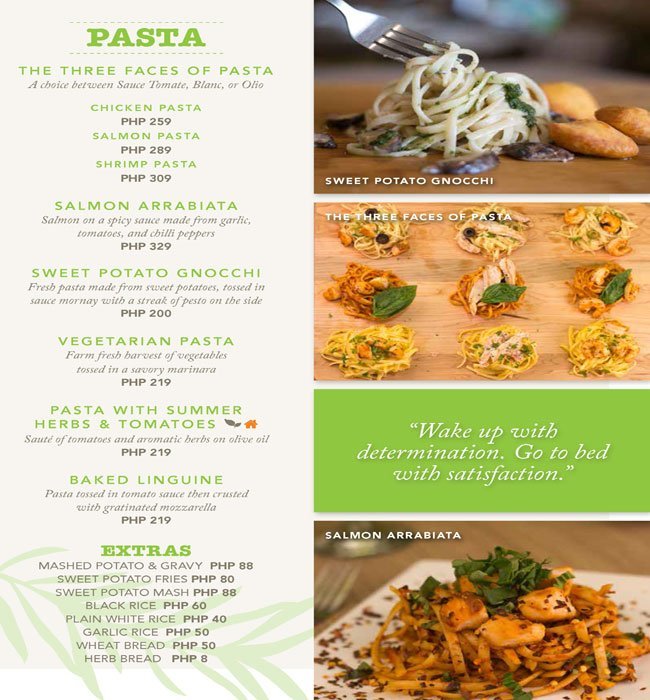 PASTA
THE THREE FACES OF PASTA
A choice between Sauce Tomate, Blanc, or Olio
CHICKEN PASTA
PHP 259
SALMON PASTA
PHP 289
SHRIMP PASTA
PHP 309
SALMON ARRABIATA
Salmon on a spicy sauce made from garlic,
tomatoes, and chilli peppers
PHP 329
SWEET POTATO GNOCCHI
Fresh pasta made from sweet potatoes, tossed in
sauce mornay with a streak of pesto on the side
PHP 200
VEGETARIAN PASTA
Farm fresh harvest of vegetables
tossed in a savory marinara
PHP 219
PASTA WITH SUMMER
HERBS & TOMATOES
Sauté of tomatoes and aromatic herbs on olive oil
PHP 219
BAKED LINGUINE
Pasta tossed in tomato sauce then crusted
with gratinated mozzarella
PHP 219
EXTRAS
MASHED POTATO & GRAVY PHP 88
SWEET POTATO FRIES PHP 80
SWEET POTATO MASH PHP 88
BLACK RICE PHP 60
PLAIN WHITE RICE PHP 40
GARLIC RICE PHP 50
WHEAT BREAD PHP 50
HERB BREAD PHP 8
SWEET POTATO GNOCCHI
THE THREE FACES OF PASTA
“Wake up with
determination. Go to bed
with satisfaction.”
SALMON ARRABIATA